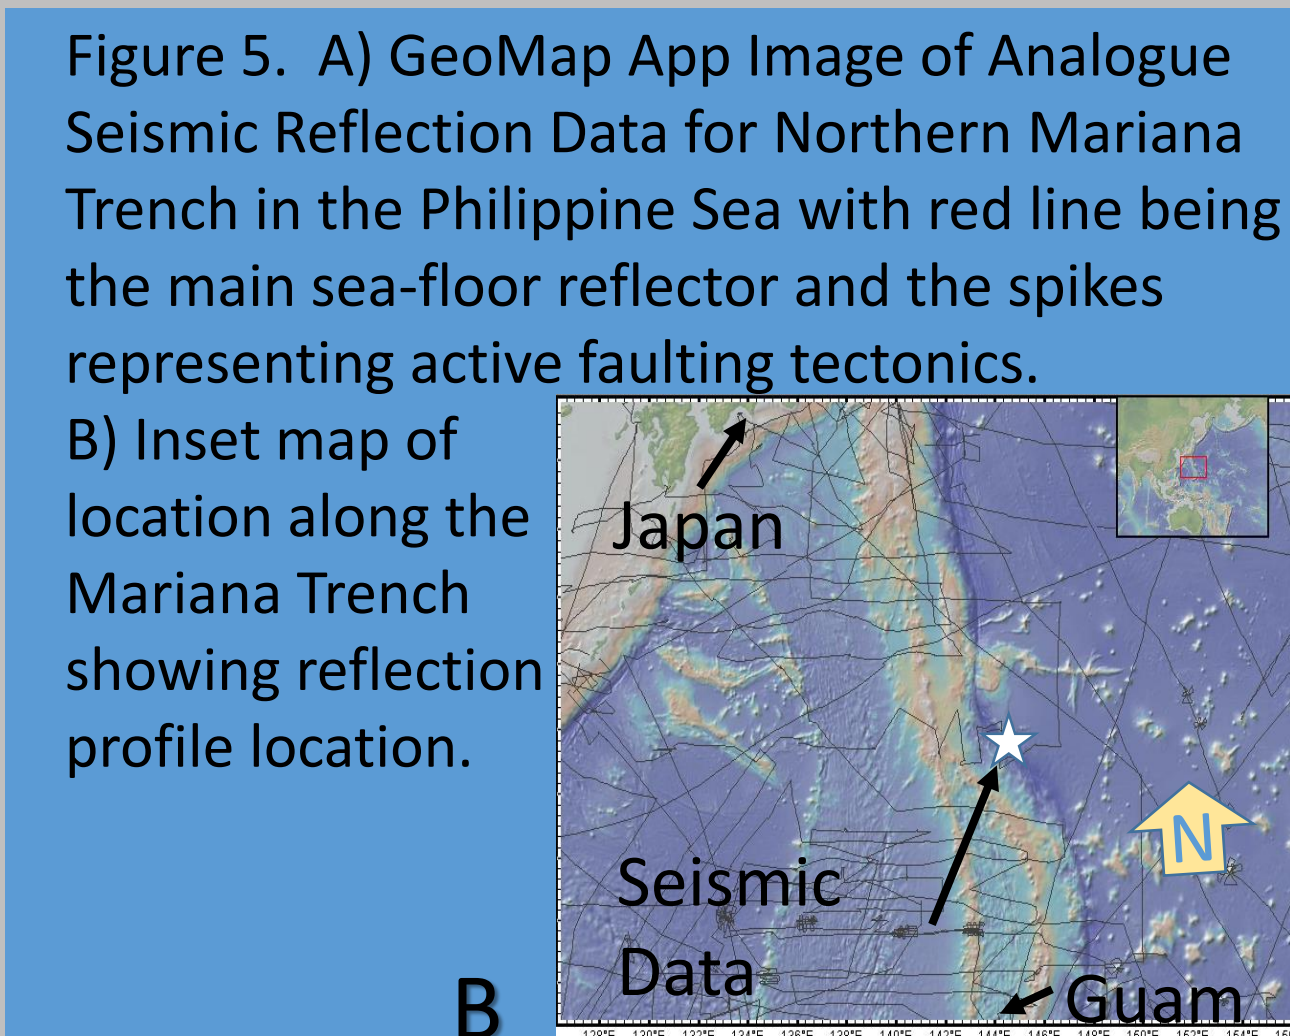 Figure 5. A) GeoMap App Image of Analogue
Seismic Reflection Data for Northern Mariana
Trench in the Philippine Sea with red line being
the main sea-floor reflector and the spikes
representing active faulting tectonics.
B) Inset map of
location along the
Mariana Trench
showing reflection
profile location.
B
Japan
N
Seismic
Data
Guam